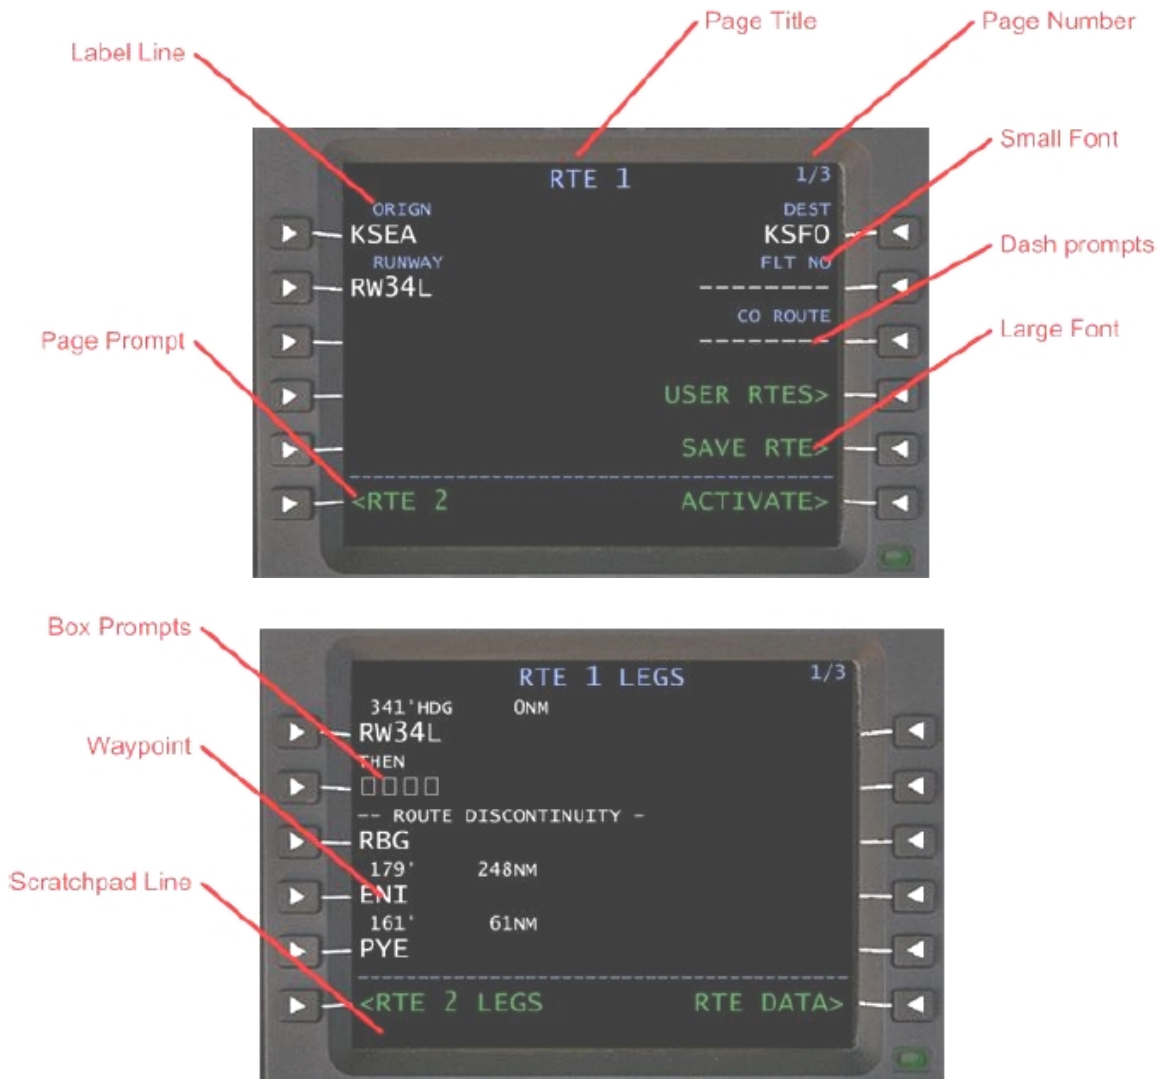 Page Title
Page Number
Label Line
Small Font
RTE 1 1/3
ORIGN DEST
KSEA KSFO
RUNWAY FLT NO
RW34L --------
Dash prompts
CO ROUTE
--------
Page Prompt
Large Font
USER RTES>
SAVE RTE>
<RTE 2 ACTIVATE>
Box Prompts
RTE 1 LEGS 1/3
341'HDG 0NM
RW34L
Waypoint
THEN
□□□□
-- ROUTE DISCONTINUITY -
RBG
179' 248NM
Scratchpad Line
ENI
161' 61NM
PYE
<RTE 2 LEGS RTE DATA>